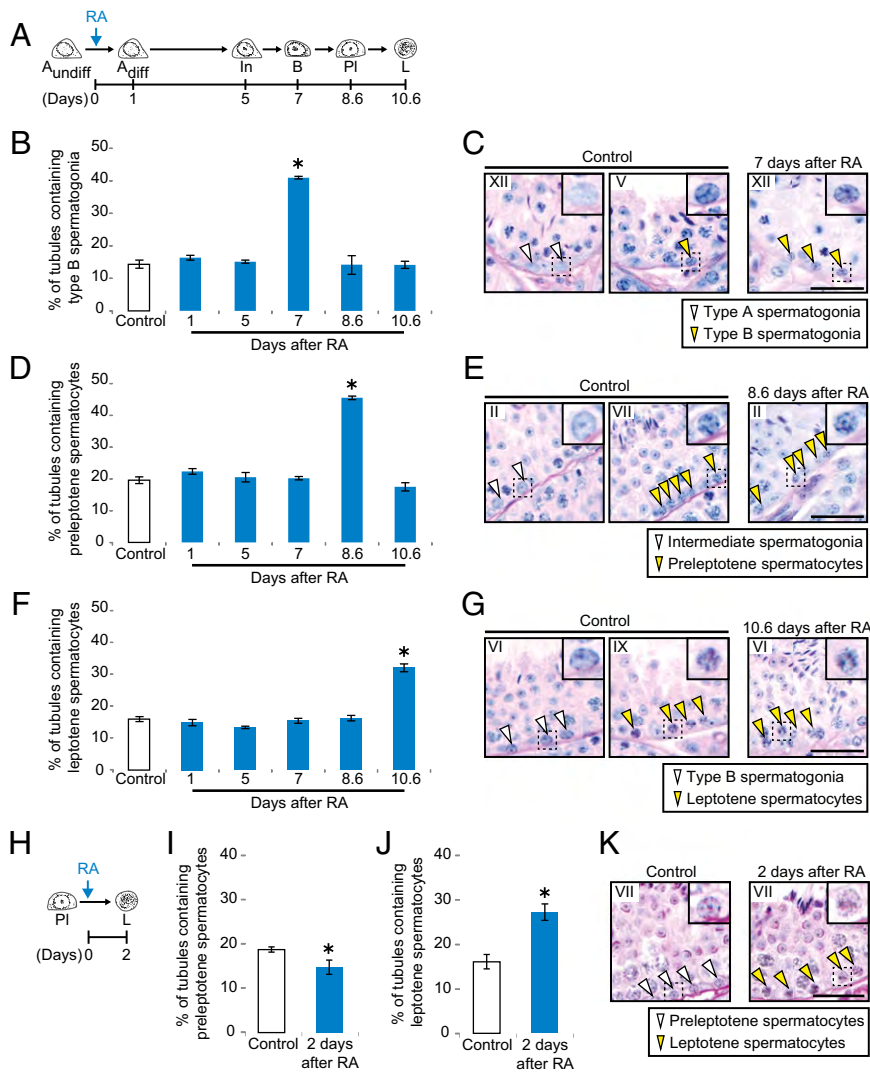 A
RA
A undiff A diff In B Pl L
(Days) 0 1 5 7 8.6 10.6
B
% of tubules containing
type B spermatogonia
50
40
30
20
10
0
*
Control 1 5 7 8.6 10.6
Days after RA
C
Control 7 days after RA
XII V XII
Type A spermatogonia
Type B spermatogonia
D
% of tubules containing
preleptotene spermatocytes
50
40
30
20
10
0
*
Control 1 5 7 8.6 10.6
Days after RA
E
Control 8.6 days after RA
II VII II
Intermediate spermatogonia
Preleptotene spermatocytes
F
% of tubules containing
leptotene spermatocytes
50
40
30
20
10
0
*
Control 1 5 7 8.6 10.6
Days after RA
G
Control 10.6 days after RA
VI IX VI
Type B spermatogonia
Leptotene spermatocytes
H
RA
Pl L
(Days) 0 2
I
% of tubules containing
preleptotene spermatocytes
40
30
20
10
0
*
Control 2 days
after RA
J
% of tubules containing
leptotene spermatocytes
40
30
20
10
0
*
Control 2 days
after RA
K
Control 2 days after RA
VII VII
Preleptotene spermatocytes
Leptotene spermatocytes